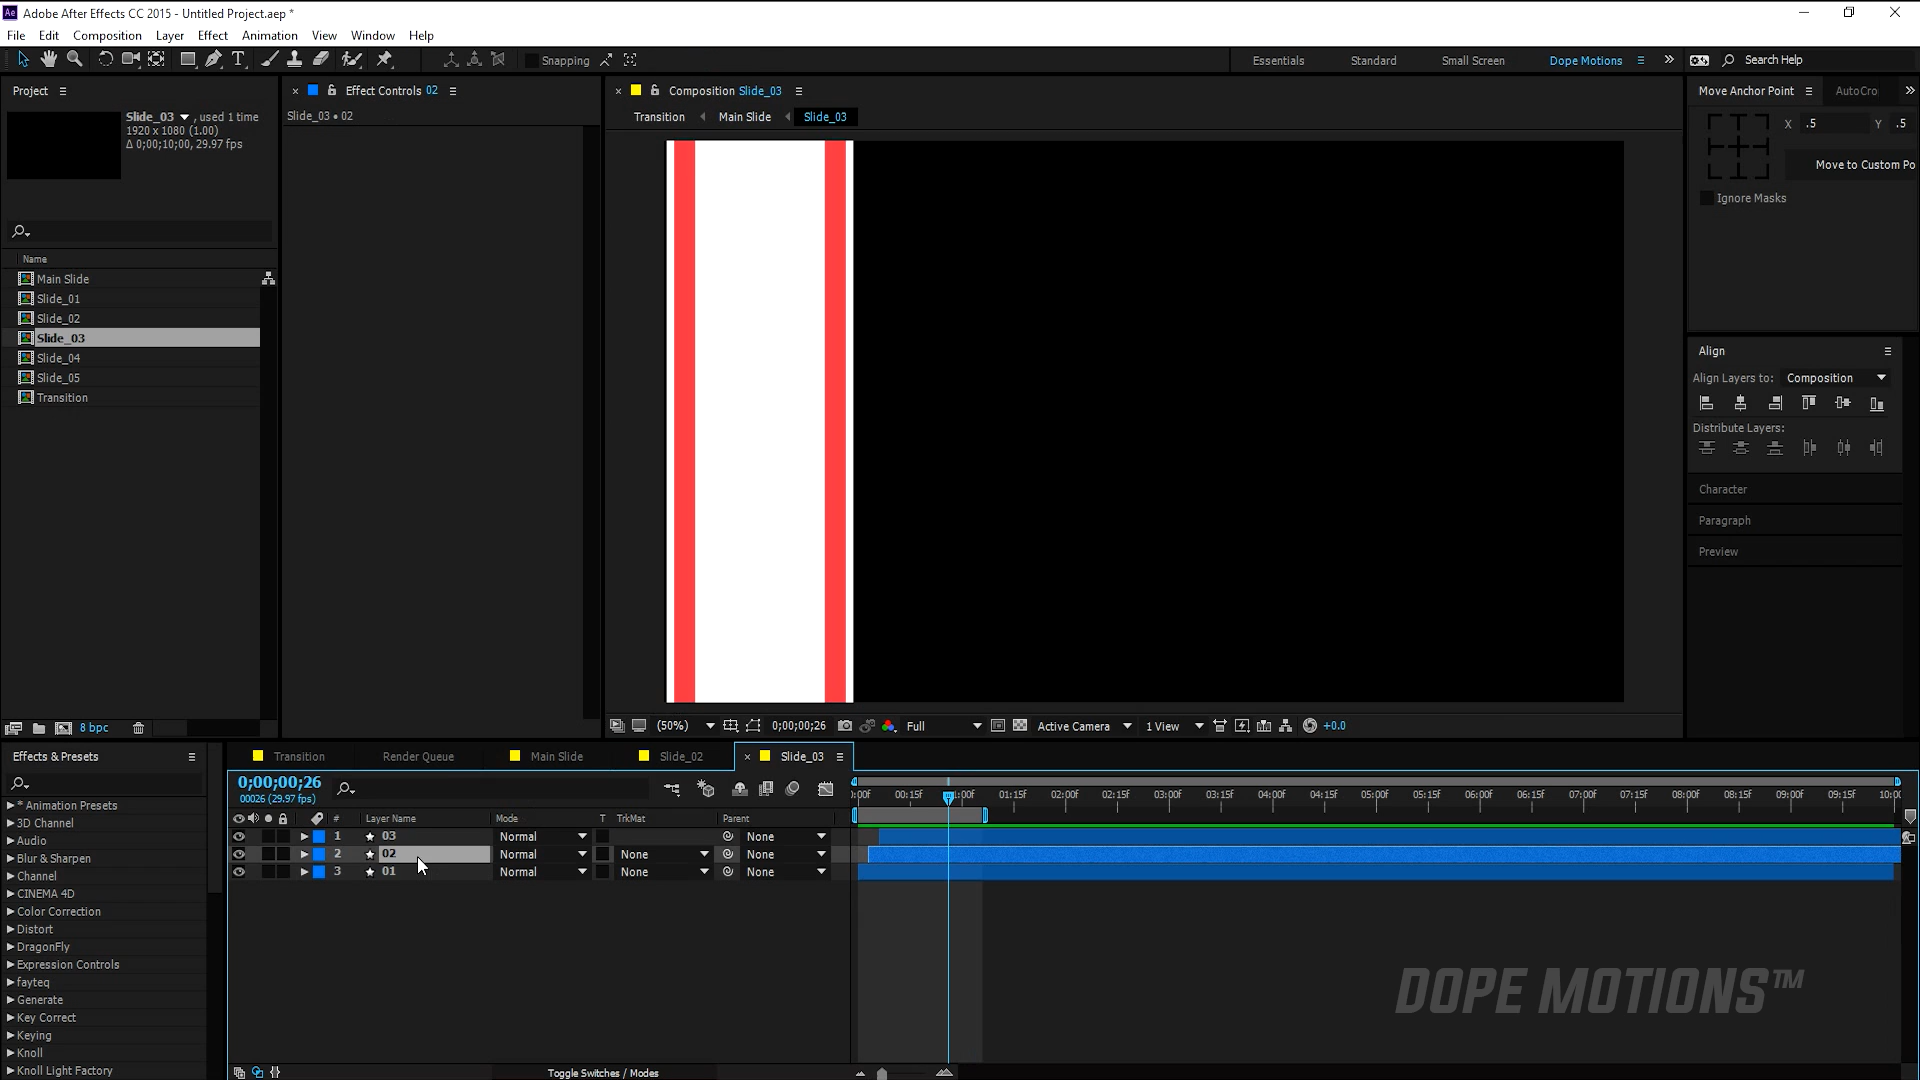 Adobe After Effects CC 2015 - Untitled Project.aep *
File Edit Composition Layer Effect Animation View Window Help
Snapping
Essentials Standard Small Screen Dope Motions Search Help
Project
Slide_03 , used 1 time
1920 x 1080 (1.00)
Δ 0;00;10;00, 29.97 fps
Name
Main Slide
Slide_01
Slide_02
Slide_03
Slide_04
Slide_05
Transition
8 bpc
Effect Controls 02
Slide_03 • 02
Composition Slide_03
Transition Main Slide Slide_03
(50%) 0;00;00;26 Full Active Camera 1 View +0.0
Move Anchor Point AutoCro
X .5 Y .5
Move to Custom Po
Ignore Masks
Align
Align Layers to: Composition
Distribute Layers:
Character
Paragraph
Preview
Effects & Presets
* Animation Presets
3D Channel
Audio
Blur & Sharpen
Channel
CINEMA 4D
Color Correction
Distort
DragonFly
Expression Controls
fayteq
Generate
Key Correct
Keying
Knoll
Knoll Light Factory
Transition Render Queue Main Slide Slide_02 Slide_03
0;00;00;26
00026 (29.97 fps)
:00f 00:15f 01:00f 01:15f 02:00f 02:15f 03:00f 03:15f 04:00f 04:15f 05:00f 05:15f 06:00f 06:15f 07:00f 07:15f 08:00f 08:15f 09:00f 09:15f 10:00
# Layer Name Mode T TrkMat Parent
1 03 Normal None
2 02 Normal None None
3 01 Normal None None
Toggle Switches / Modes
DOPE MOTIONS™